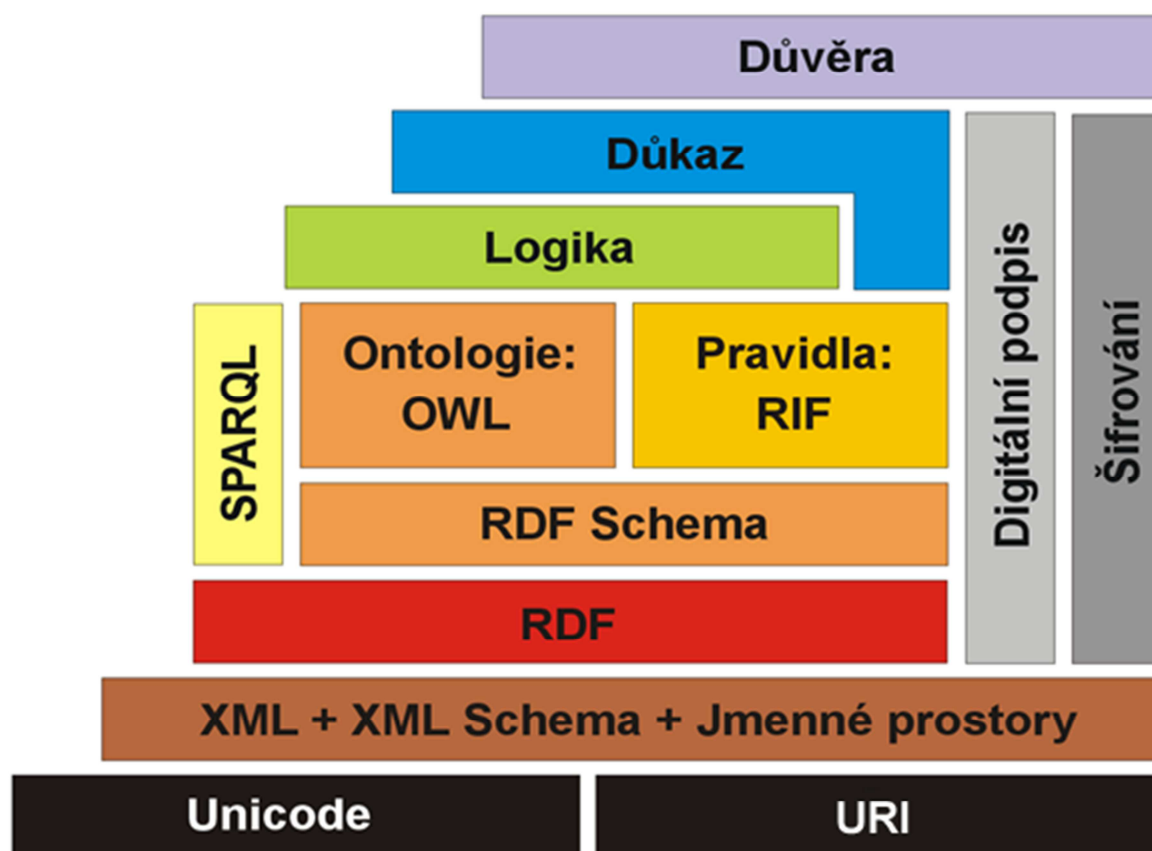 Důvěra
Důkaz
Logika
SPARQL
Ontologie:
OWL
Pravidla:
RIF
Digitální podpis
Šifrování
RDF Schema
RDF
XML + XML Schema + Jmenné prostory
Unicode
URI